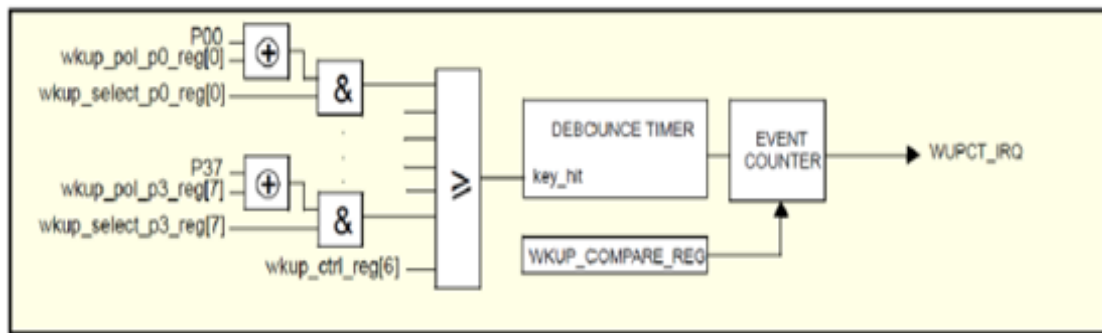 P00
wkup_pol_p0_reg[0]
wkup_select_p0_reg[0]
&
P37
wkup_pol_p3_reg[7]
wkup_select_p3_reg[7]
&
wkup_ctrl_reg[6]
≥
DEBOUNCE TIMER
key_hit
EVENT
COUNTER
WUPCT_IRQ
WKUP_COMPARE_REG